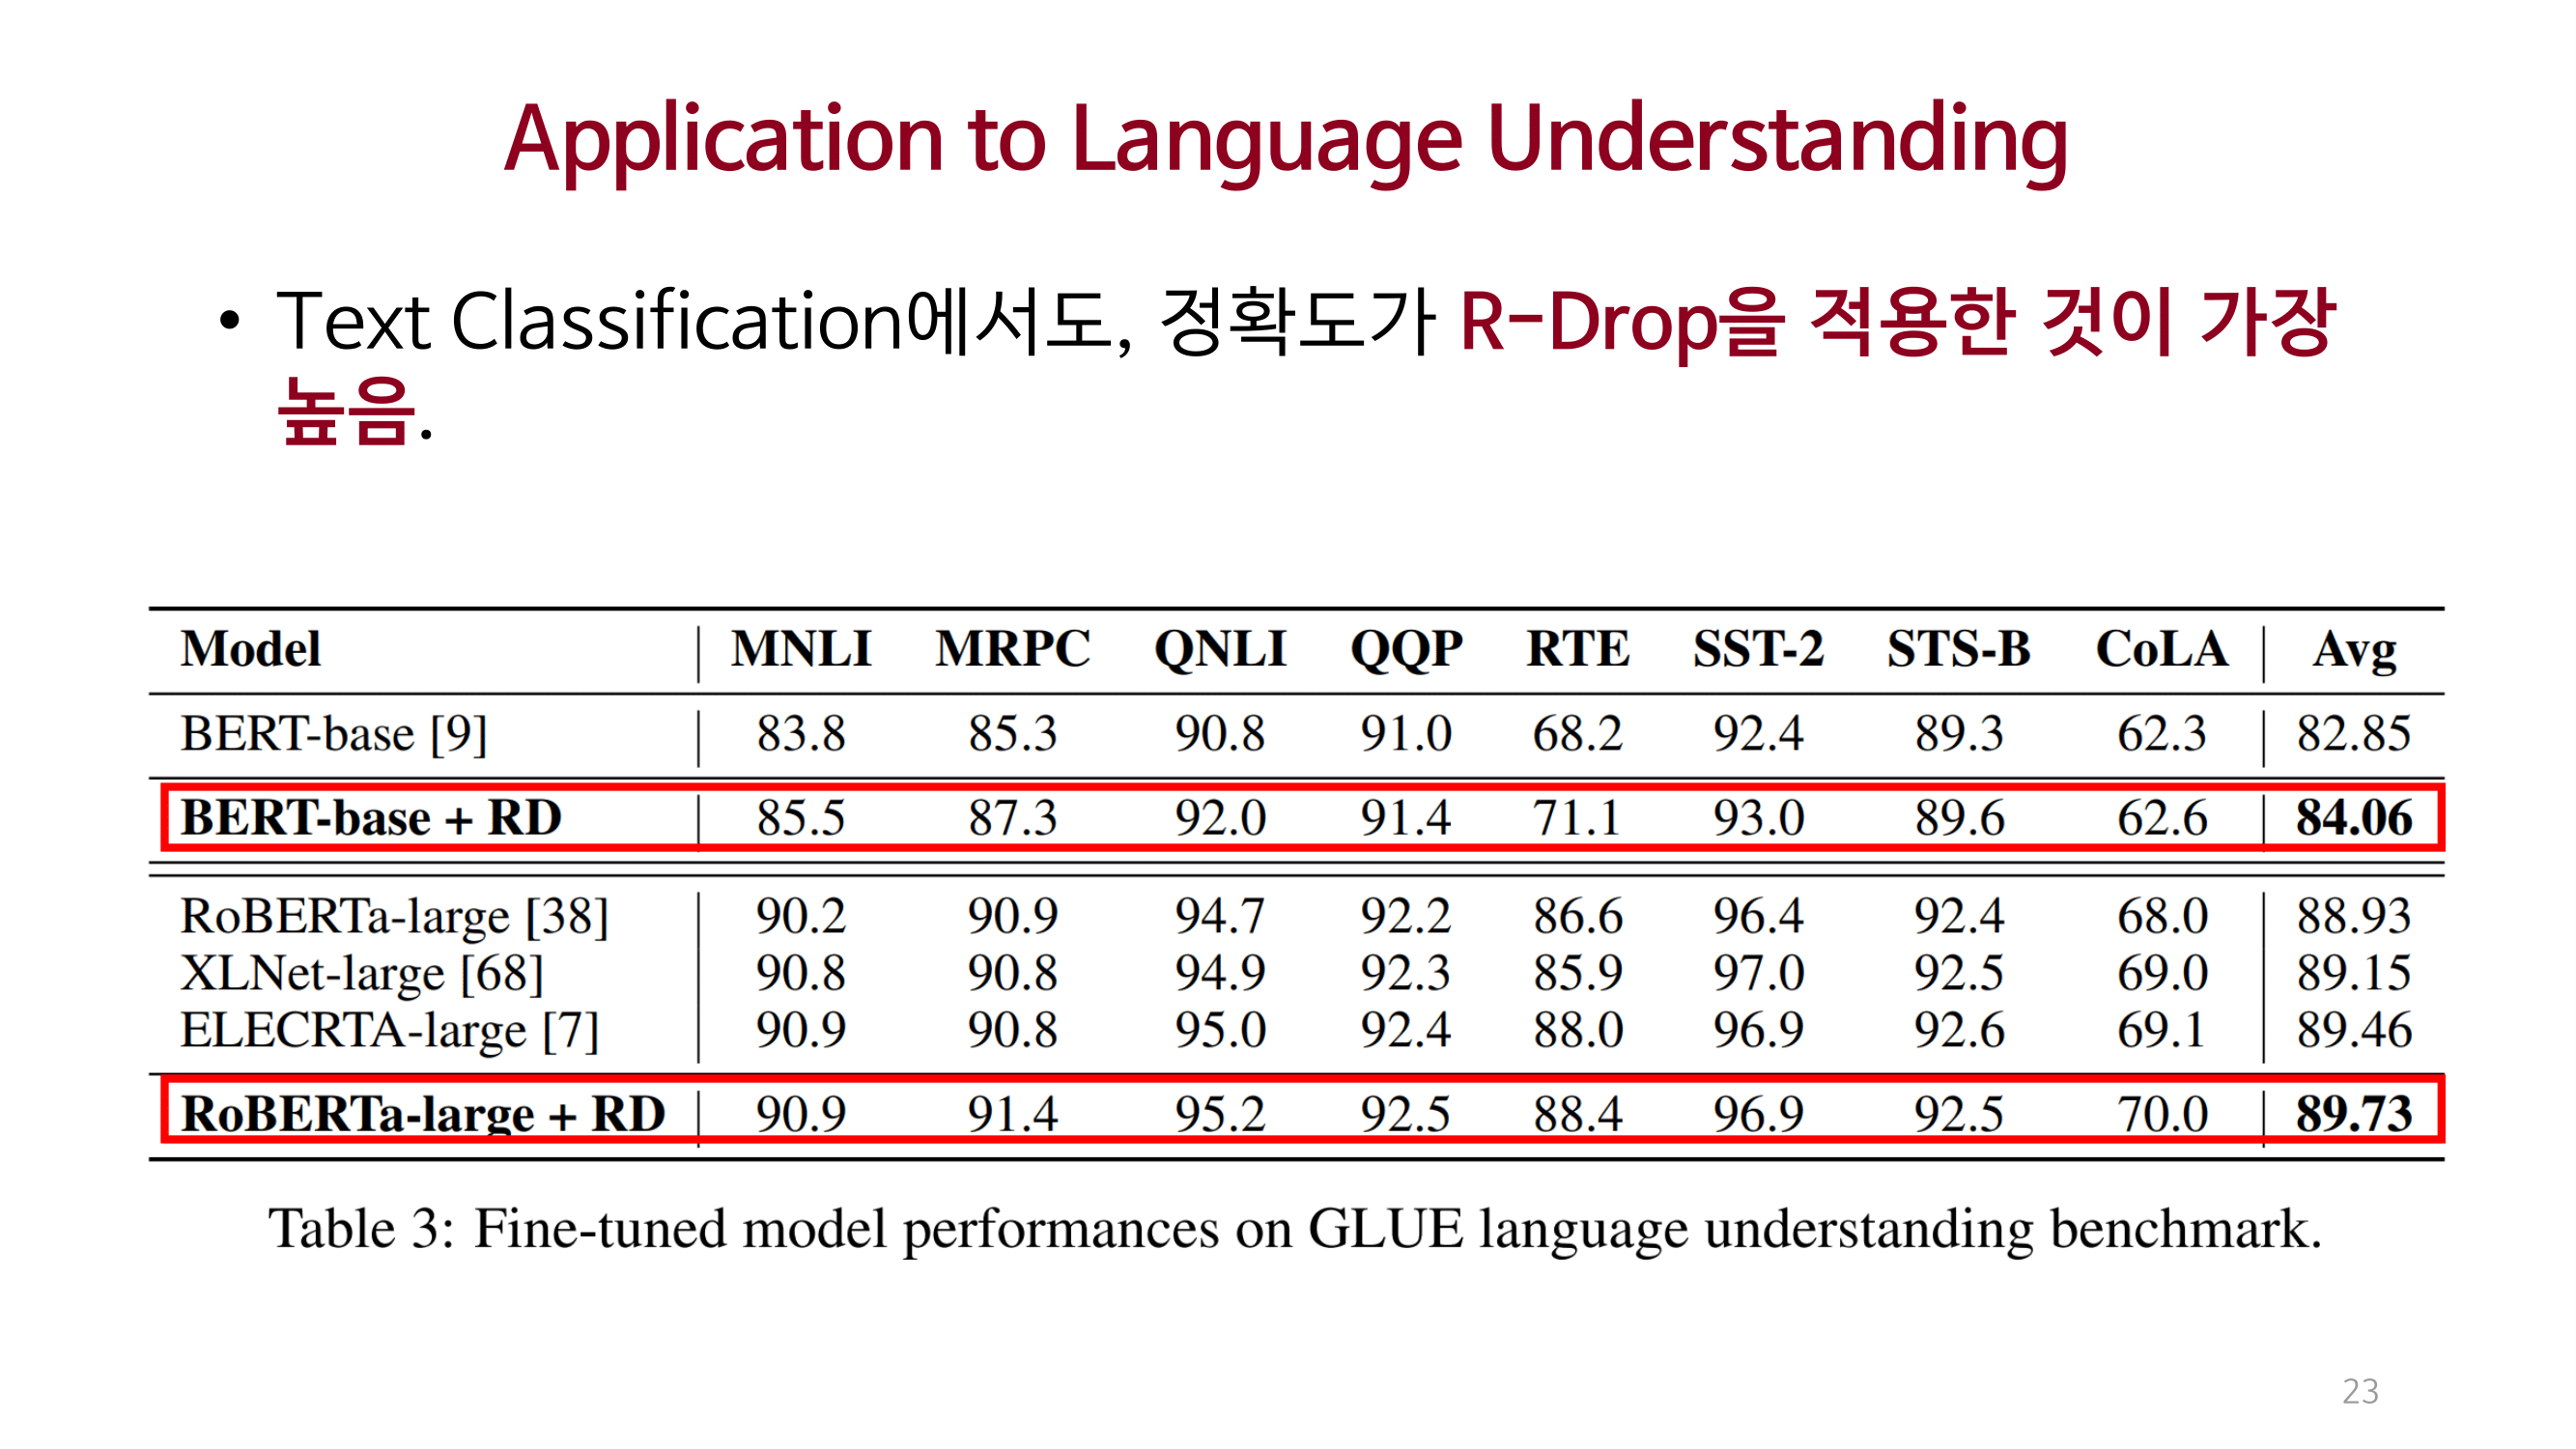 Application to Language Understanding
• Text Classification에서도, 정확도가 R-Drop을 적용한 것이 가장
높음.
Model MNLI MRPC QNLI QQP RTE SST-2 STS-B CoLA Avg
BERT-base [9] 83.8 85.3 90.8 91.0 68.2 92.4 89.3 62.3 82.85
BERT-base + RD 85.5 87.3 92.0 91.4 71.1 93.0 89.6 62.6 84.06
RoBERTa-large [38] 90.2 90.9 94.7 92.2 86.6 96.4 92.4 68.0 88.93
XLNet-large [68] 90.8 90.8 94.9 92.3 85.9 97.0 92.5 69.0 89.15
ELECRTA-large [7] 90.9 90.8 95.0 92.4 88.0 96.9 92.6 69.1 89.46
RoBERTa-large + RD 90.9 91.4 95.2 92.5 88.4 96.9 92.5 70.0 89.73
Table 3: Fine-tuned model performances on GLUE language understanding benchmark.
23